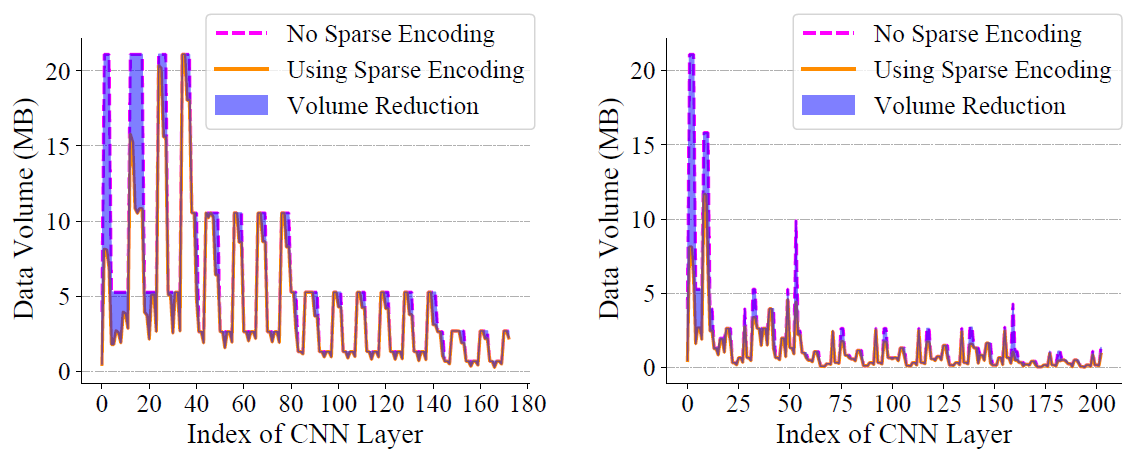 No Sparse Encoding
Using Sparse Encoding
Volume Reduction
Data Volume (MB)
20
15
10
5
0
0 20 40 60 80 100 120 140 160 180
Index of CNN Layer
No Sparse Encoding
Using Sparse Encoding
Volume Reduction
Data Volume (MB)
20
15
10
5
0
0 25 50 75 100 125 150 175 200
Index of CNN Layer